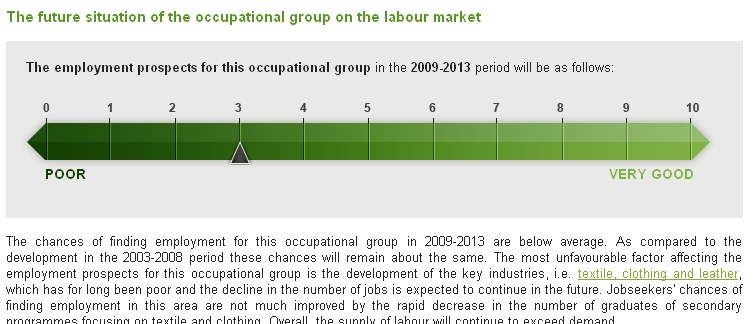 The future situation of the occupational group on the labour market
The employment prospects for this occupational group in the 2009-2013 period will be as follows:
0 1 2 3 4 5 6 7 8 9 10
POOR VERY GOOD
The chances of finding employment for this occupational group in 2009-2013 are below average. As compared to the
development in the 2003-2008 period these chances will remain about the same. The most unfavourable factor affecting the
employment prospects for this occupational group is the development of the key industries, i.e. textile, clothing and leather,
which has for long been poor and the decline in the number of jobs is expected to continue in the future. Jobseekers' chances of
finding employment in this area are not much improved by the rapid decrease in the number of graduates of secondary
programmes focusing on textile and clothing. Overall, the supply of labour will continue to exceed demand.